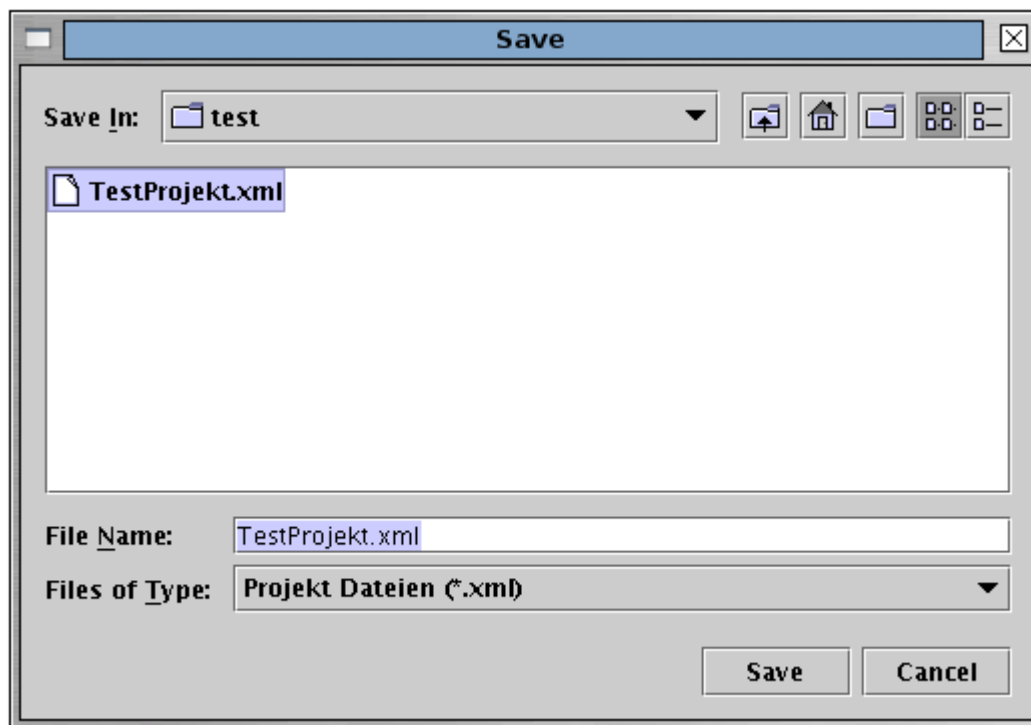 Save
Save In: test
TestProjekt.xml
File Name: TestProjekt.xml
Files of Type: Projekt Dateien (*.xml)
Save Cancel